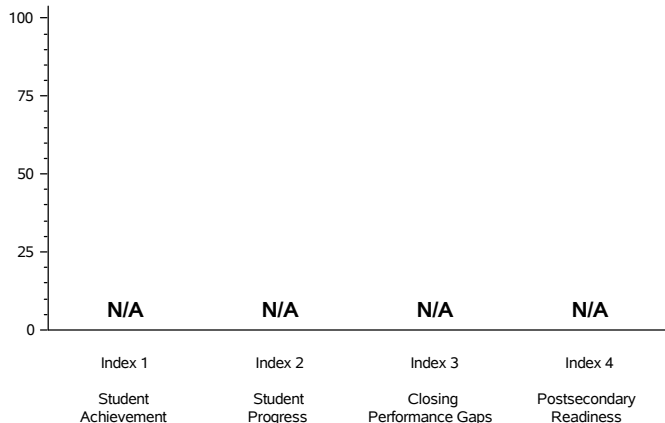 100
75
50
25
0
N/A N/A N/A N/A
Index 1 Index 2 Index 3 Index 4
Student Student Closing Postsecondary
Achievement Progress Performance Gaps Readiness